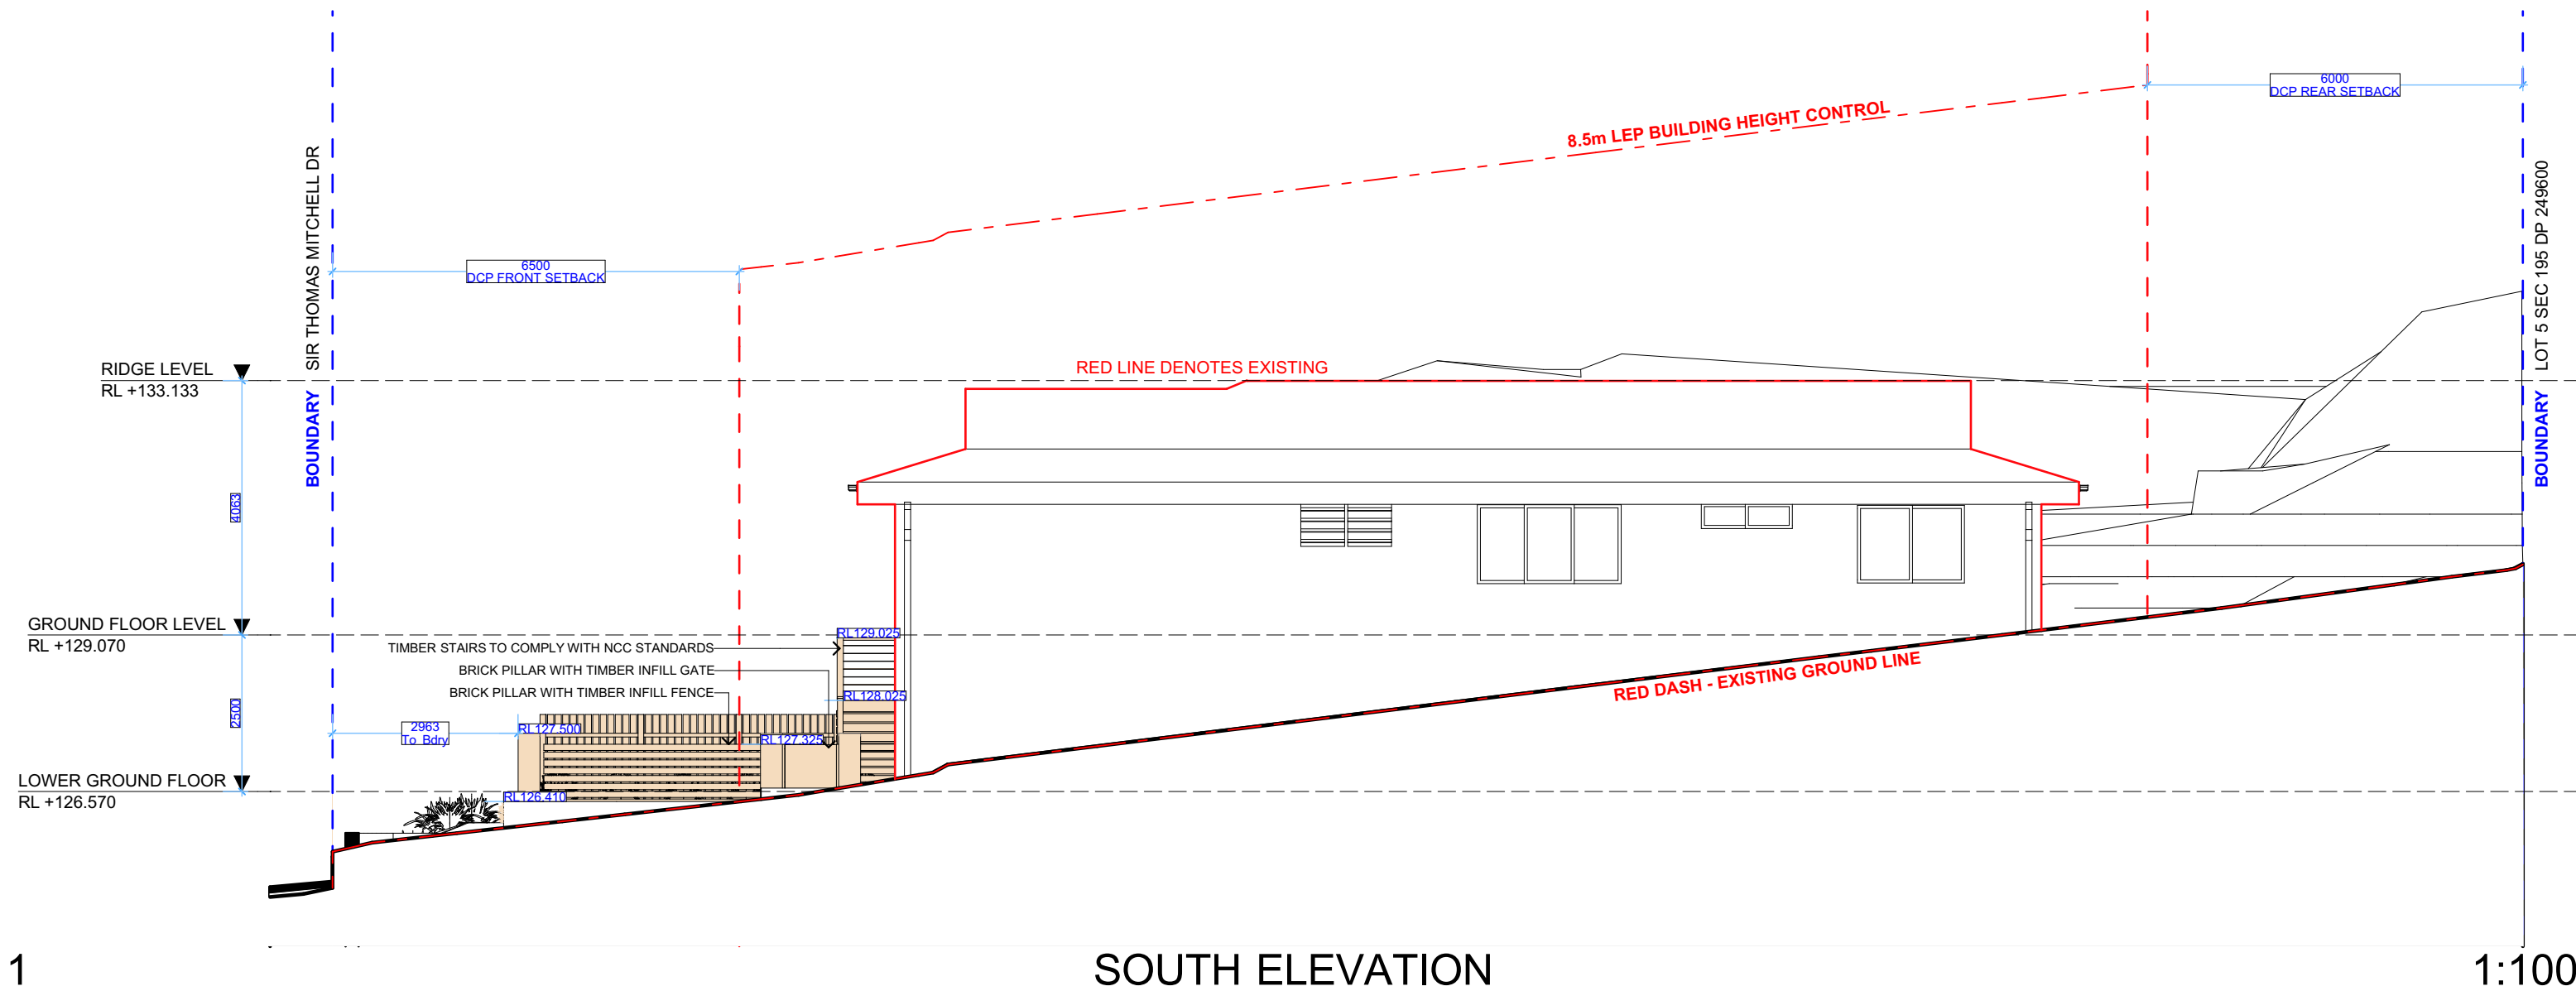 6000
DCP REAR SETBACK
8.5m LEP BUILDING HEIGHT CONTROL
SIR THOMAS MITCHELL DR
BOUNDARY
LOT 5 SEC 195 DP 249600
BOUNDARY
6500
DCP FRONT SETBACK
RIDGE LEVEL
RL +133.133
RED LINE DENOTES EXISTING
4063
GROUND FLOOR LEVEL
RL +129.070
RL129.025
TIMBER STAIRS TO COMPLY WITH NCC STANDARDS
BRICK PILLAR WITH TIMBER INFILL GATE
BRICK PILLAR WITH TIMBER INFILL FENCE
RL128.025
RED DASH - EXISTING GROUND LINE
2500
2963
To Bdry
RL127.500
RL127.325
LOWER GROUND FLOOR
RL +126.570
RL126.410
1
SOUTH ELEVATION
1:100